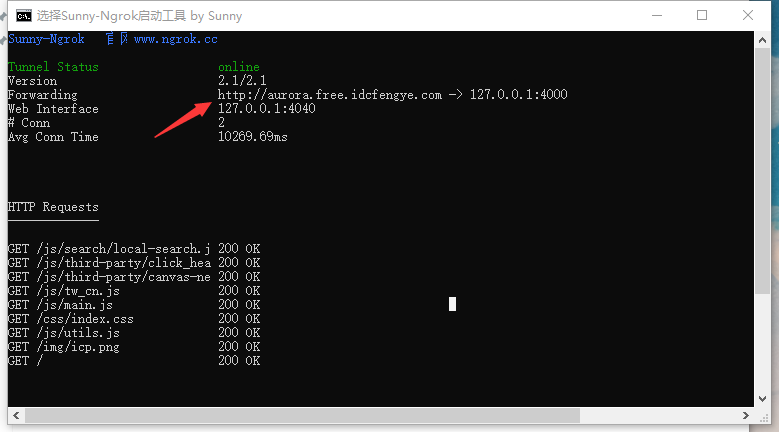 选择Sunny-Ngrok启动工具 by Sunny
Sunny-Ngrok 官网 www.ngrok.cc
Tunnel Status online
Version 2.1/2.1
Forwarding http://aurora.free.idcfengye.com -> 127.0.0.1:4000
Web Interface 127.0.0.1:4040
# Conn 2
Avg Conn Time 10269.69ms
HTTP Requests
GET /js/search/local-search.j 200 OK
GET /js/third-party/click_hea 200 OK
GET /js/third-party/canvas-ne 200 OK
GET /js/tw_cn.js 200 OK
GET /js/main.js 200 OK
GET /css/index.css 200 OK
GET /js/utils.js 200 OK
GET /img/icp.png 200 OK
GET / 200 OK